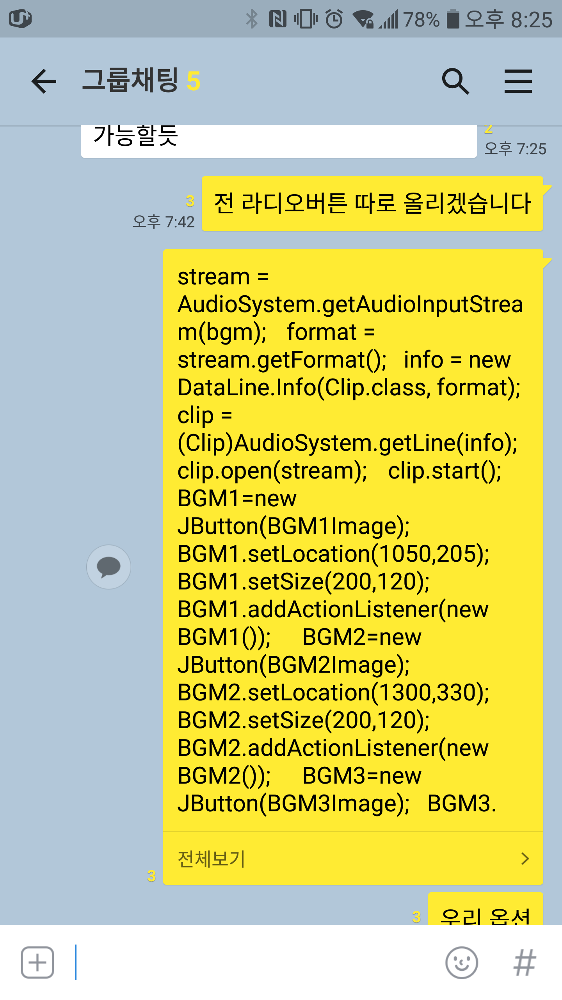 78% 오후 8:25
그룹채팅 5
가능할듯
2
오후 7:25
전 라디오버튼 따로 올리겠습니다
3
오후 7:42
stream =
AudioSystem.getAudioInputStrea
m(bgm);   format =
stream.getFormat();   info = new
DataLine.Info(Clip.class, format);
clip =
(Clip)AudioSystem.getLine(info);
clip.open(stream);   clip.start();
BGM1=new
JButton(BGM1Image);
BGM1.setLocation(1050,205);
BGM1.setSize(200,120);
BGM1.addActionListener(new
BGM1());     BGM2=new
JButton(BGM2Image);
BGM2.setLocation(1300,330);
BGM2.setSize(200,120);
BGM2.addActionListener(new
BGM2());     BGM3=new
JButton(BGM3Image);   BGM3.
전체보기
3
우리 옵션
3
#